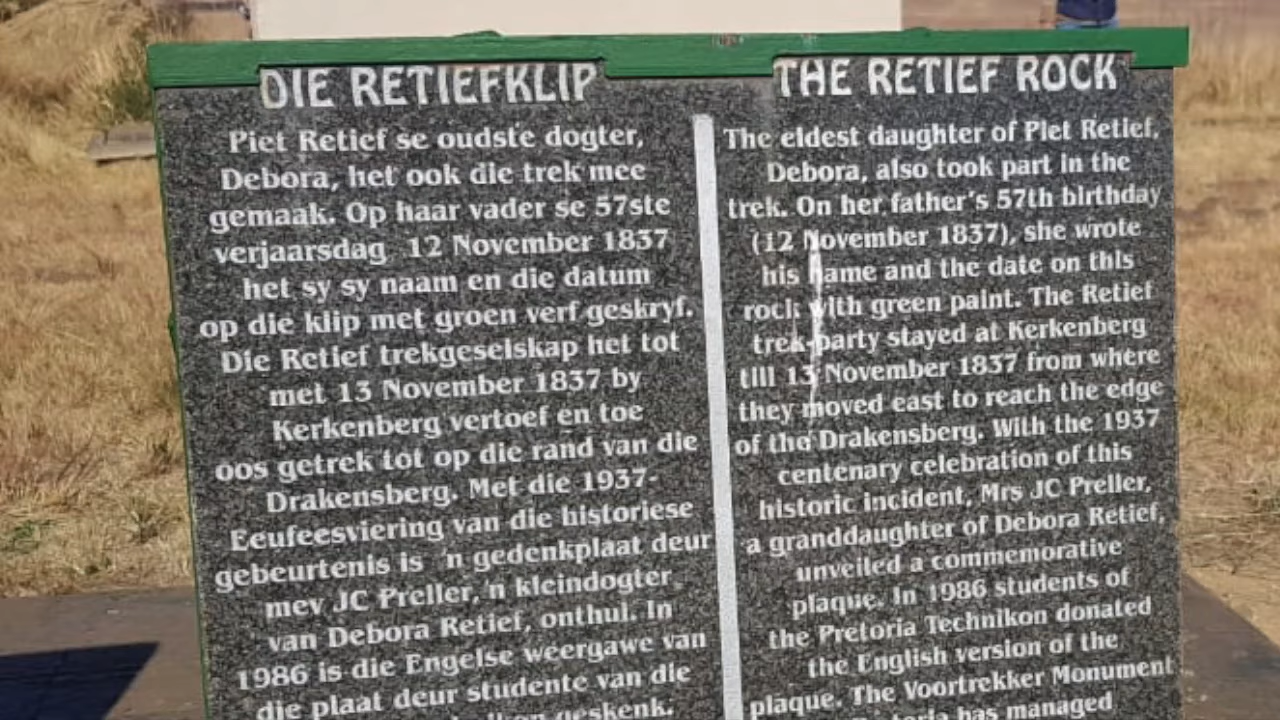 DIE RETIEFKLIP
Piet Retief se oudste dogter,
Debora, het ook die trek mee
gemaak. Op haar vader se 57ste
verjaarsdag 12 November 1837
het sy sy naam en die datum
op die klip met groen verf geskryf.
Die Retief trekgeselskap het tot
met 13 November 1837 by
Kerkenberg vertoef en toe
oos getrek tot op die rand van die
Drakensberg. Met die 1937-
Eeufeesviering van die historiese
gebeurtenis is 'n gedenkplaat deur
mev JC Preller, 'n kleindogter
van Debora Retief, onthul. In
1986 is die Engelse weergawe van
die plaat deur studente van die
geskenk.
THE RETIEF ROCK
The eldest daughter of Piet Retief,
Debora, also took part in the
trek. On her father's 57th birthday
(12 November 1837), she wrote
his name and the date on this
rock with green paint. The Retief
trek-party stayed at Kerkenberg
till 13 November 1837 from where
they moved east to reach the edge
of the Drakensberg. With the 1937
centenary celebration of this
historic incident, Mrs JC Preller,
a granddaughter of Debora Retief,
unveiled a commemorative
plaque. In 1986 students of
the Pretoria Technikon donated
the English version of the
plaque. The Voortrekker Monument
has managed